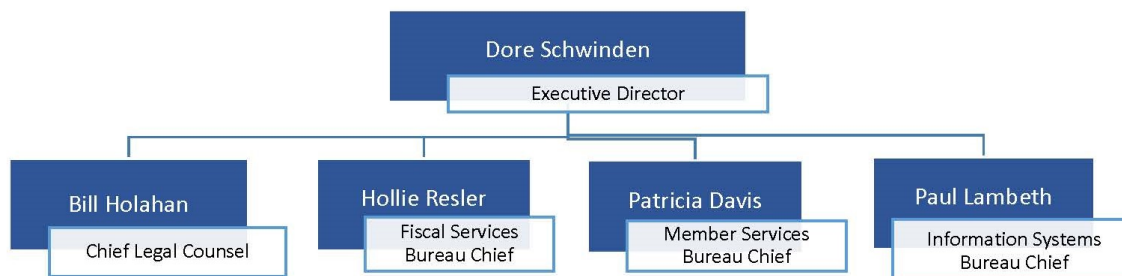 Dore Schwinden
Executive Director
Bill Holahan
Chief Legal Counsel
Hollie Resler
Fiscal Services
Bureau Chief
Patricia Davis
Member Services
Bureau Chief
Paul Lambeth
Information Systems
Bureau Chief